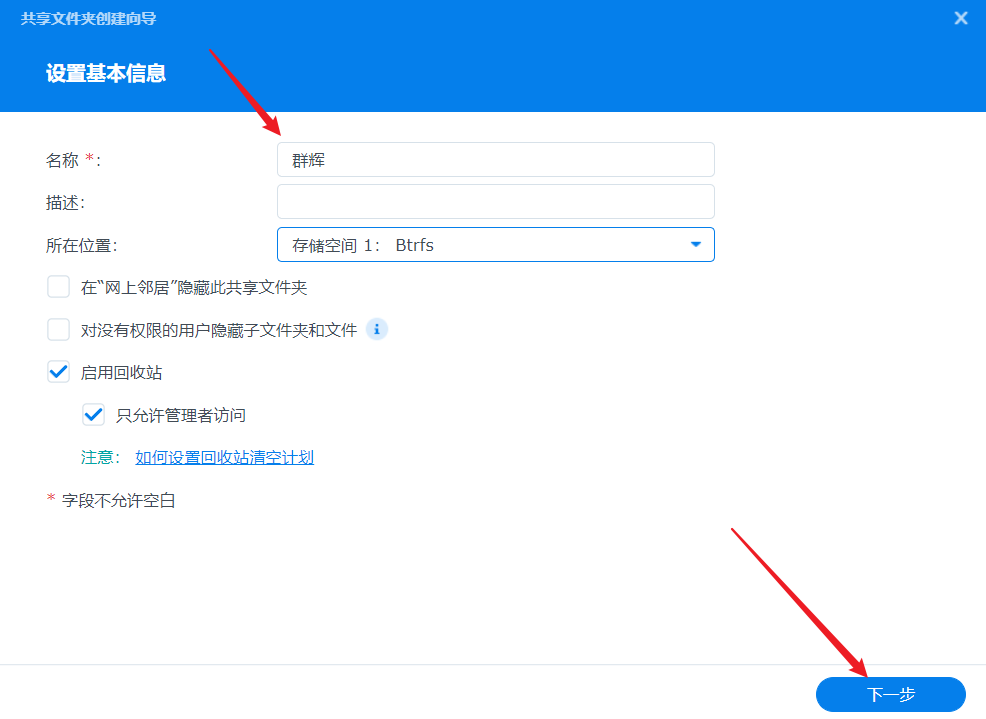 共享文件夹创建向导
设置基本信息
名称 *:
群辉
描述:
所在位置:
存储空间 1： Btrfs
在“网上邻居”隐藏此共享文件夹
对没有权限的用户隐藏子文件夹和文件
启用回收站
只允许管理者访问
注意： 如何设置回收站清空计划
* 字段不允许空白
下一步